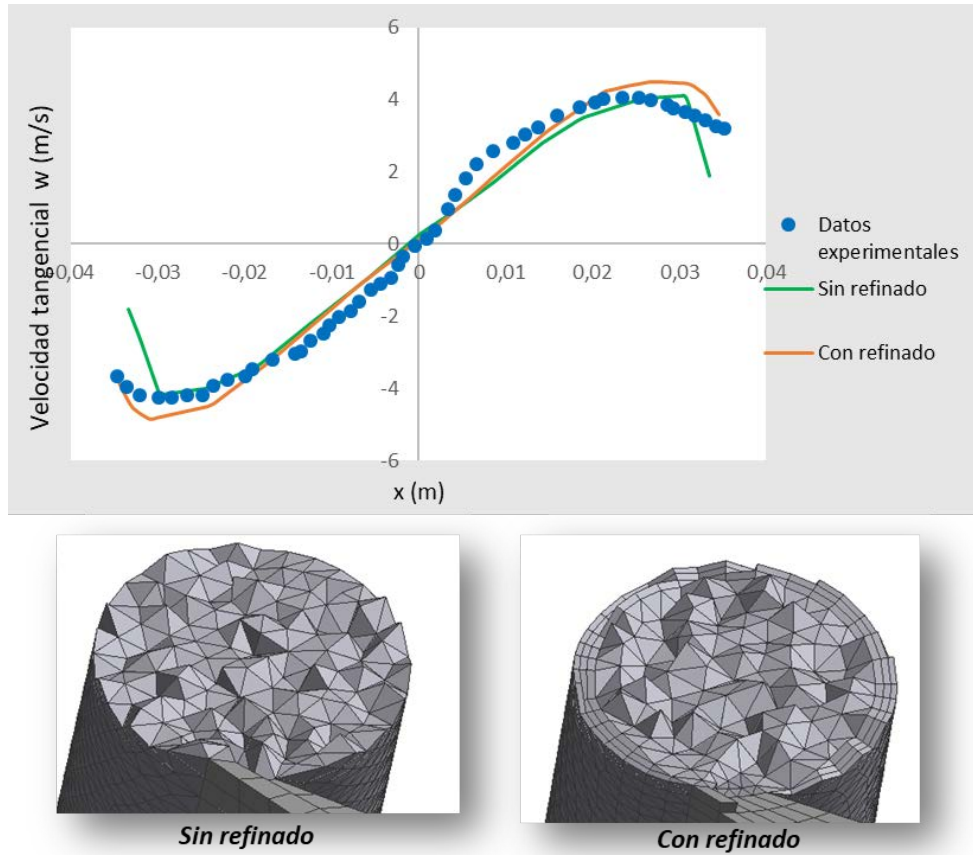 6
4
2
0
-2
-4
-6
-0,04 -0,03 -0,02 -0,01 0 0,01 0,02 0,03 0,04
Velocidad tangencial w (m/s)
x (m)
Datos
experimentales
Sin refinado
Con refinado
Sin refinado
Con refinado